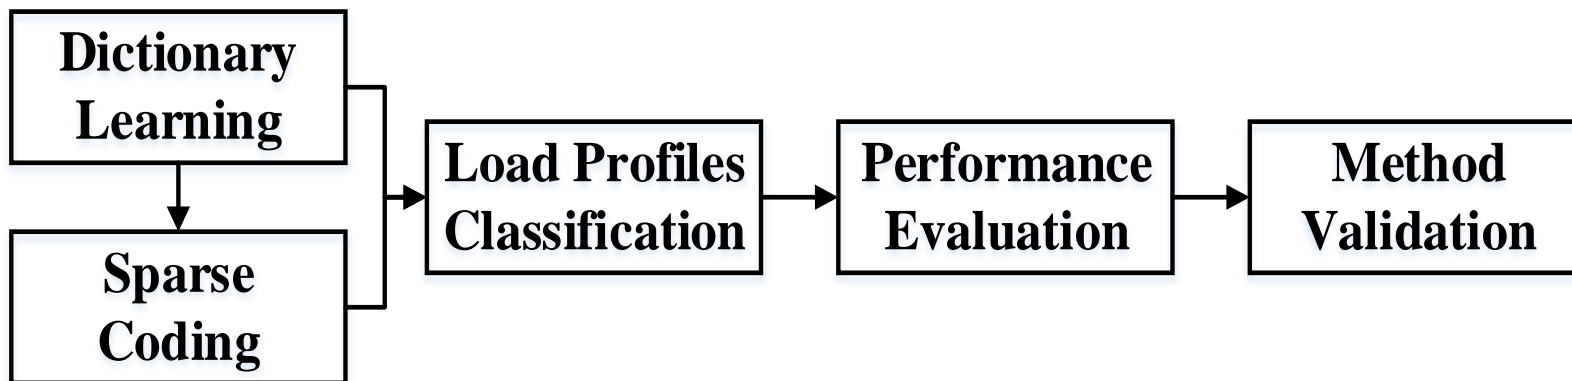 Dictionary
Learning
Sparse
Coding
Load Profiles
Classification
Performance
Evaluation
Method
Validation